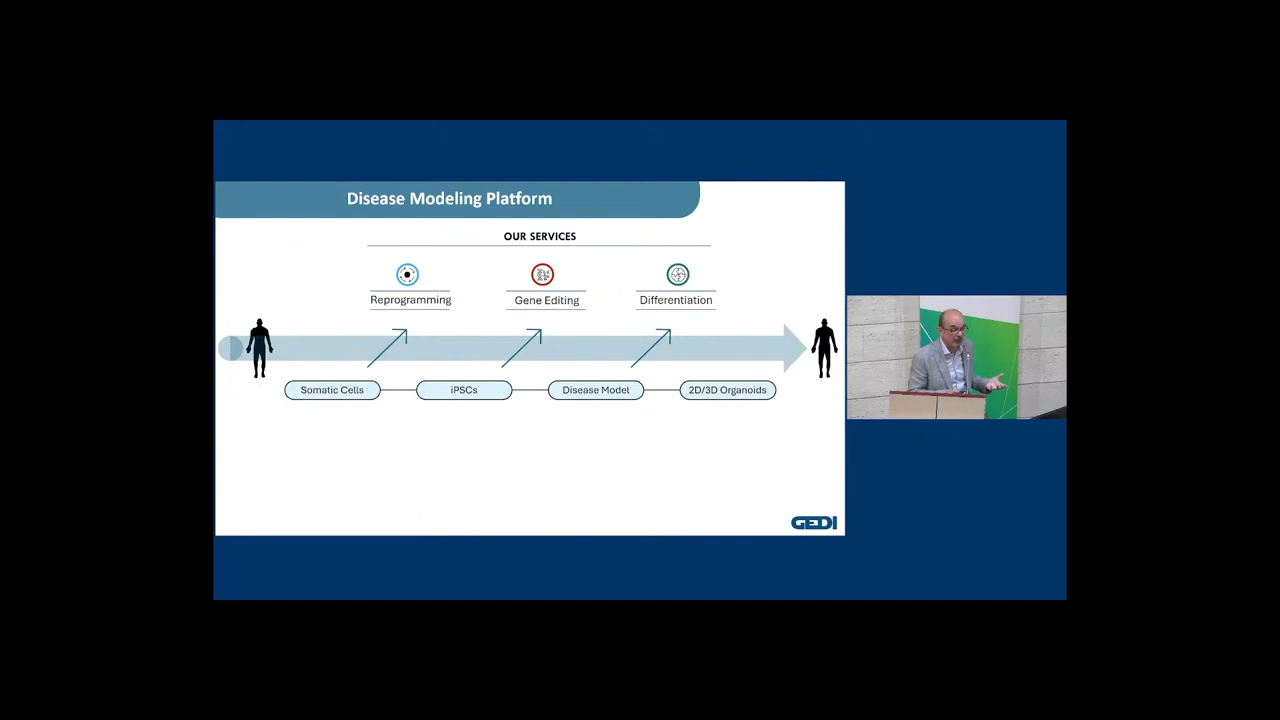 Disease Modeling Platform
OUR SERVICES
Reprogramming
Gene Editing
Differentiation
Somatic Cells
iPSCs
Disease Model
2D/3D Organoids
GEDI